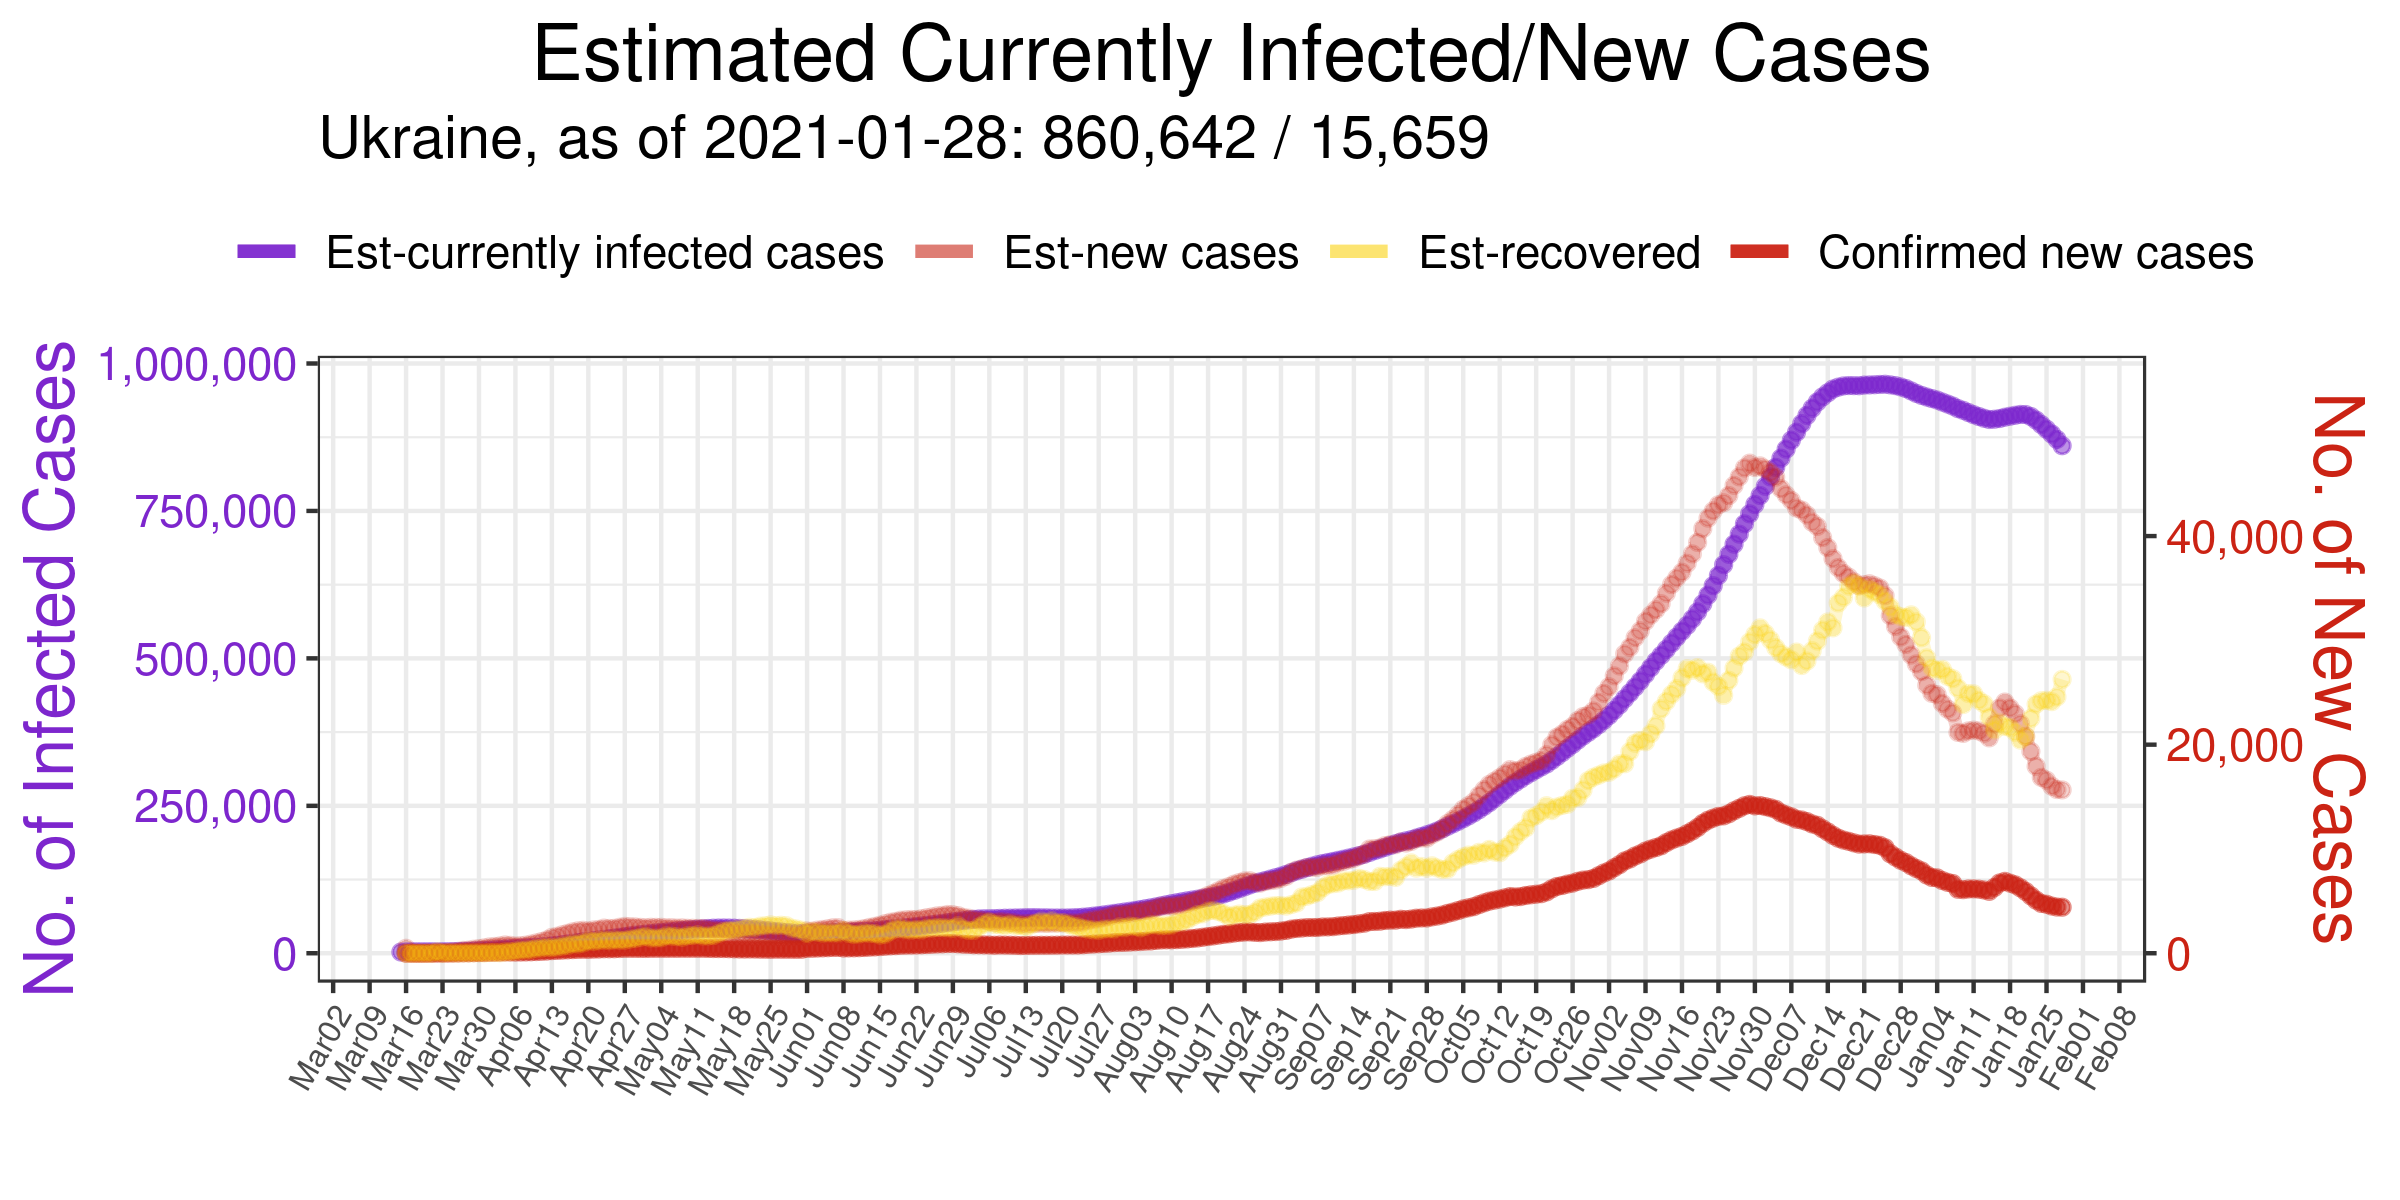 Estimated Currently Infected/New Cases
Ukraine, as of 2021-01-28: 860,642 / 15,659
Est-currently infected cases Est-new cases Est-recovered Confirmed new cases
No. of Infected Cases
1,000,000
750,000
500,000
250,000
0
40,000
20,000
0
No. of New Cases
Mar02 Mar09 Mar16 Mar23 Mar30 Apr06 Apr13 Apr20 Apr27 May04 May11 May18 May25 Jun01 Jun08 Jun15 Jun22 Jun29 Jul06 Jul13 Jul20 Jul27 Aug03 Aug10 Aug17 Aug24 Aug31 Sep07 Sep14 Sep21 Sep28 Oct05 Oct12 Oct19 Oct26 Nov02 Nov09 Nov16 Nov23 Nov30 Dec07 Dec14 Dec21 Dec28 Jan04 Jan11 Jan18 Jan25 Feb01 Feb08